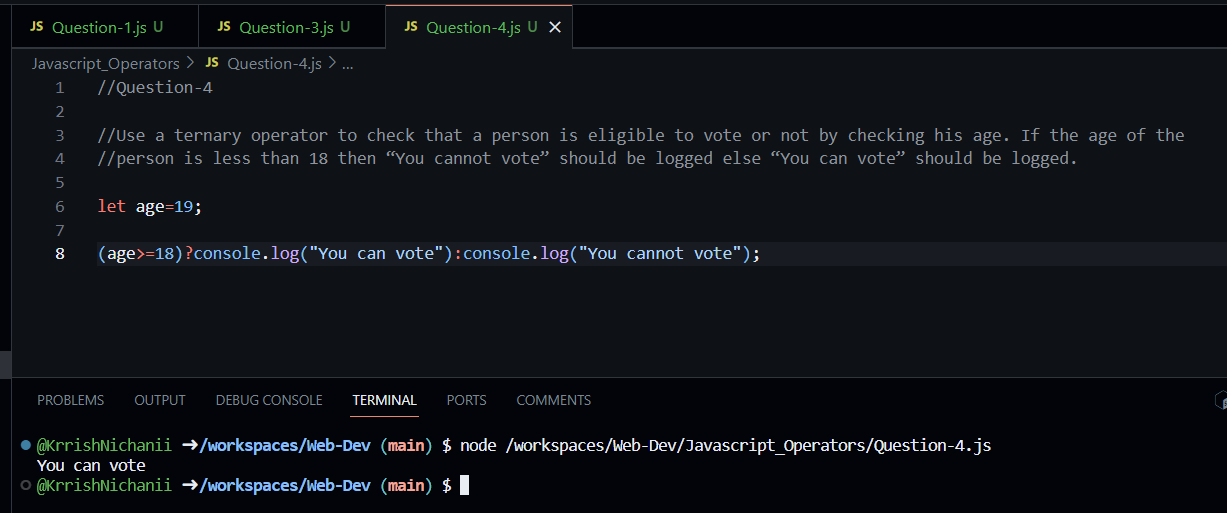 JS Question-1.js U JS Question-3.js U JS Question-4.js U
Javascript_Operators > JS Question-4.js > ...
1 //Question-4
2
3 //Use a ternary operator to check that a person is eligible to vote or not by checking his age. If the age of the
4 //person is less than 18 then “You cannot vote” should be logged else “You can vote” should be logged.
5
6 let age=19;
7
8 (age>=18)?console.log("You can vote"):console.log("You cannot vote");
PROBLEMS OUTPUT DEBUG CONSOLE TERMINAL PORTS COMMENTS
@KrrishNichanii ➜/workspaces/Web-Dev (main) $ node /workspaces/Web-Dev/Javascript_Operators/Question-4.js
You can vote
@KrrishNichanii ➜/workspaces/Web-Dev (main) $